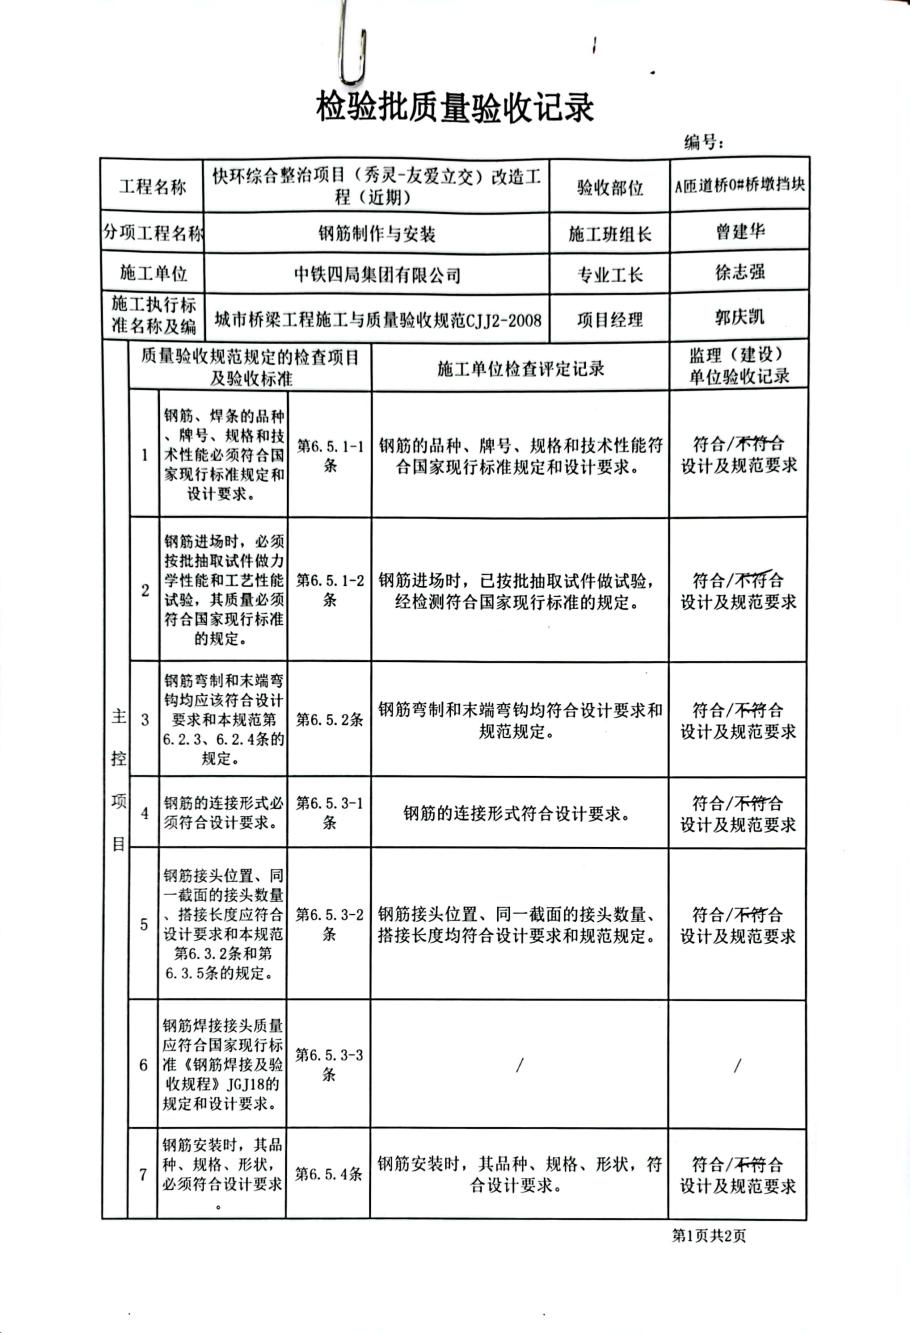 检验批质量验收记录
编号：
工程名称
快环综合整治项目（秀灵-友爱立交）改造工
程（近期）
验收部位
A匝道桥0#桥墩挡块
分项工程名称
钢筋制作与安装
施工班组长
曾建华
施工单位
中铁四局集团有限公司
专业工长
徐志强
施工执行标
准名称及编
城市桥梁工程施工与质量验收规范CJJ2-2008
项目经理
郭庆凯
质量验收规范规定的检查项目
及验收标准
施工单位检查评定记录
监理（建设）
单位验收记录
主
控
项
目
1
钢筋、焊条的品种
、牌号、规格和技
术性能必须符合国
家现行标准规定和
设计要求。
第6.5.1-1
条
钢筋的品种、牌号、规格和技术性能符
合国家现行标准规定和设计要求。
符合/不符合
设计及规范要求
2
钢筋进场时，必须
按批抽取试件做力
学性能和工艺性能
试验，其质量必须
符合国家现行标准
的规定。
第6.5.1-2
条
钢筋进场时，已按批抽取试件做试验，
经检测符合国家现行标准的规定。
符合/不符合
设计及规范要求
3
钢筋弯制和末端弯
钩均应该符合设计
要求和本规范第
6.2.3、6.2.4条的
规定。
第6.5.2条
钢筋弯制和末端弯钩均符合设计要求和
规范规定。
符合/不符合
设计及规范要求
4
钢筋的连接形式必
须符合设计要求。
第6.5.3-1
条
钢筋的连接形式符合设计要求。
符合/不符合
设计及规范要求
5
钢筋接头位置、同
一截面的接头数量
、搭接长度应符合
设计要求和本规范
第6.3.2条和第
6.3.5条的规定。
第6.5.3-2
条
钢筋接头位置、同一截面的接头数量、
搭接长度均符合设计要求和规范规定。
符合/不符合
设计及规范要求
6
钢筋焊接接头质量
应符合国家现行标
准《钢筋焊接及验
收规程》JGJ18的
规定和设计要求。
第6.5.3-3
条
/
/
7
钢筋安装时，其品
种、规格、形状，
必须符合设计要求
。
第6.5.4条
钢筋安装时，其品种、规格、形状，符
合设计要求。
符合/不符合
设计及规范要求
第1页共2页